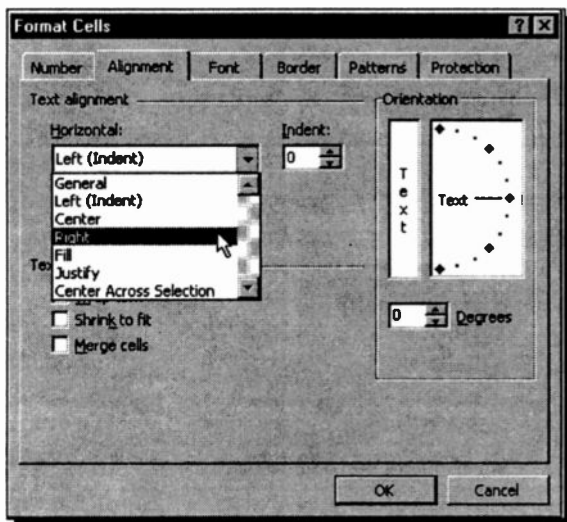 Format Cells
Number Alignment Font Border Patterns Protection
Text alignment
Horizontal:
Indent:
Left (Indent)
0
General
Left (Indent)
Center
Right
Fill
Justify
Center Across Selection
Shrink to fit
Merge cells
Orientation
T
e
x
t
Text
0 Degrees
OK Cancel